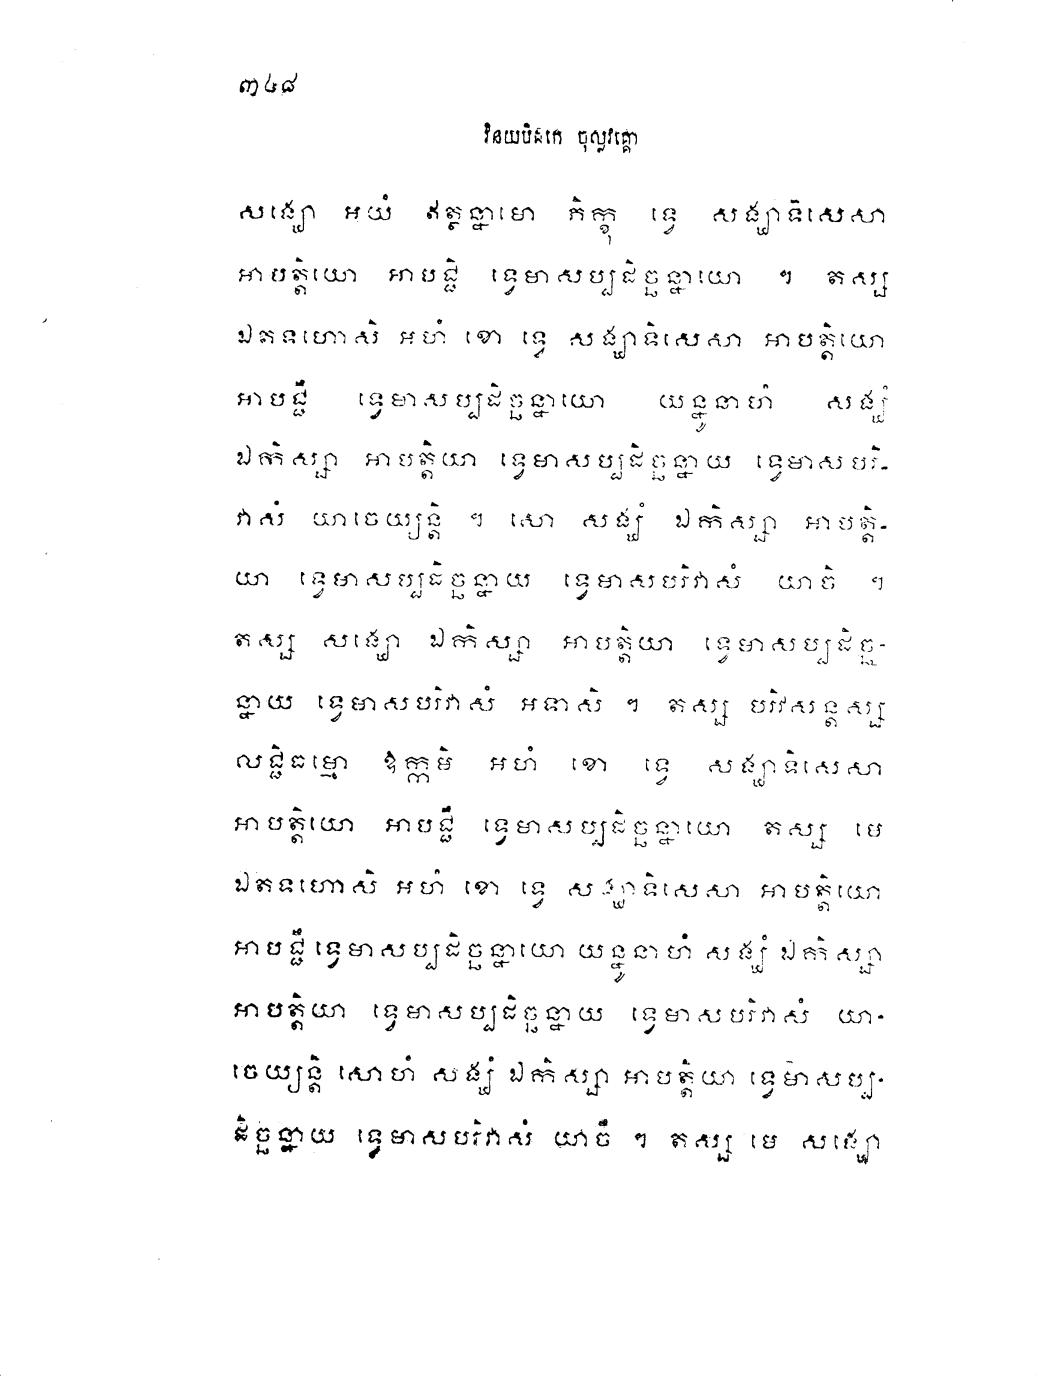 ៣៤៨
វិនយបិដកេ ចុល្លវគ្គោ
សង្ឃោ អយំ ឥត្ថន្នាមោ ភិក្ខុ ទ្វេ សង្ឃាទិសេសា
អាបត្តិយោ អាបជ្ជិ ទ្វេមាសប្បដិច្ឆន្នាយោ ។ តស្ស
ឯតទហោសិ អហំ ខោ ទ្វេ សង្ឃាទិសេសា អាបត្តិយោ
អាបជ្ជឹ ទ្វេមាសប្បដិច្ឆន្នាយោ យន្នូនាហំ សង្ឃំ
ឯកិស្សា អាបត្តិយា ទ្វេមាសប្បដិច្ឆន្នាយ ទ្វេមាសបរិ-
វាសំ យាចេយ្យន្តិ ។ សោ សង្ឃំ ឯកិស្សា អាបត្តិ-
យា ទ្វេមាសប្បដិច្ឆន្នាយ ទ្វេមាសបរិវាសំ យាចិ ។
តស្ស សង្ឃោ ឯកិស្សា អាបត្តិយា ទ្វេមាសប្បដិច្ឆ-
ន្នាយ ទ្វេមាសបរិវាសំ អទាសិ ។ តស្ស បរិវសន្តស្ស
លជ្ជិធម្មោ ឱក្កមិ អហំ ខោ ទ្វេ សង្ឃាទិសេសា
អាបត្តិយោ អាបជ្ជឹ ទ្វេមាសប្បដិច្ឆន្នាយោ តស្ស មេ
ឯតទហោសិ អហំ ខោ ទ្វេ សង្ឃាទិសេសា អាបត្តិយោ
អាបជ្ជឹ ទ្វេមាសប្បដិច្ឆន្នាយោ យន្នូនាហំ សង្ឃំ ឯកិស្សា
អាបត្តិយា ទ្វេមាសប្បដិច្ឆន្នាយ ទ្វេមាសបរិវាសំ យា-
ចេយ្យន្តិ សោហំ សង្ឃំ ឯកិស្សា អាបត្តិយា ទ្វេមាសប្ប-
ដិច្ឆន្នាយ ទ្វេមាសបរិវាសំ យាចឹ ។ តស្ស មេ សង្ឃោ